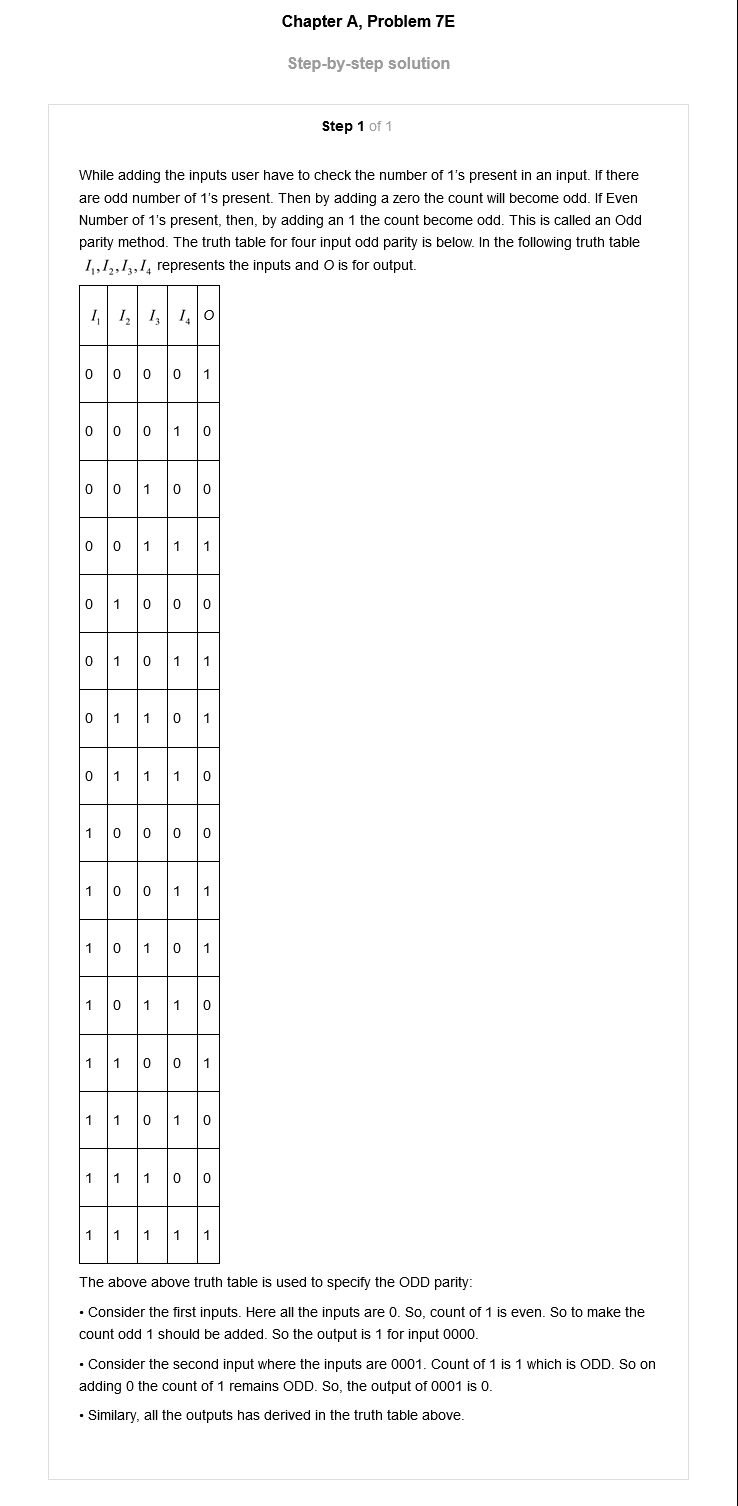 Chapter A, Problem 7E
Step-by-step solution
Step 1 of 1
While adding the inputs user have to check the number of 1's present in an input. If there
are odd number of 1's present. Then by adding a zero the count will become odd. If Even
Number of 1's present, then, by adding an 1 the count become odd. This is called an Odd
parity method. The truth table for four input odd parity is below. In the following truth table
I₁, I₂, I₃, I₄ represents the inputs and O is for output.
I₁ I₂ I₃ I₄ O
0 0 0 0 1
0 0 0 1 0
0 0 1 0 0
0 0 1 1 1
0 1 0 0 0
0 1 0 1 1
0 1 1 0 1
0 1 1 1 0
1 0 0 0 0
1 0 0 1 1
1 0 1 0 1
1 0 1 1 0
1 1 0 0 1
1 1 0 1 0
1 1 1 0 0
1 1 1 1 1
The above above truth table is used to specify the ODD parity:
• Consider the first inputs. Here all the inputs are 0. So, count of 1 is even. So to make the
count odd 1 should be added. So the output is 1 for input 0000.
• Consider the second input where the inputs are 0001. Count of 1 is 1 which is ODD. So on
adding 0 the count of 1 remains ODD. So, the output of 0001 is 0.
• Similary, all the outputs has derived in the truth table above.